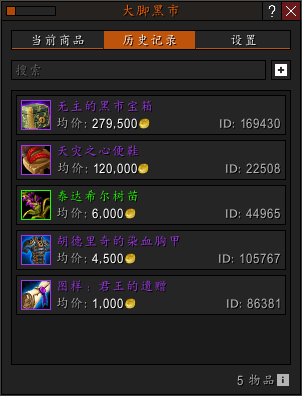 大脚黑市
?
当前商品 历史记录 设置
搜索
无主的黑市宝箱
均价: 279,500 ID: 169430
天灾之心便鞋
均价: 120,000 ID: 22508
泰达希尔树苗
均价: 6,000 ID: 44965
胡德里奇的染血胸甲
均价: 4,500 ID: 105767
图样：君王的遗赠
均价: 1,000 ID: 86381
5 物品 i